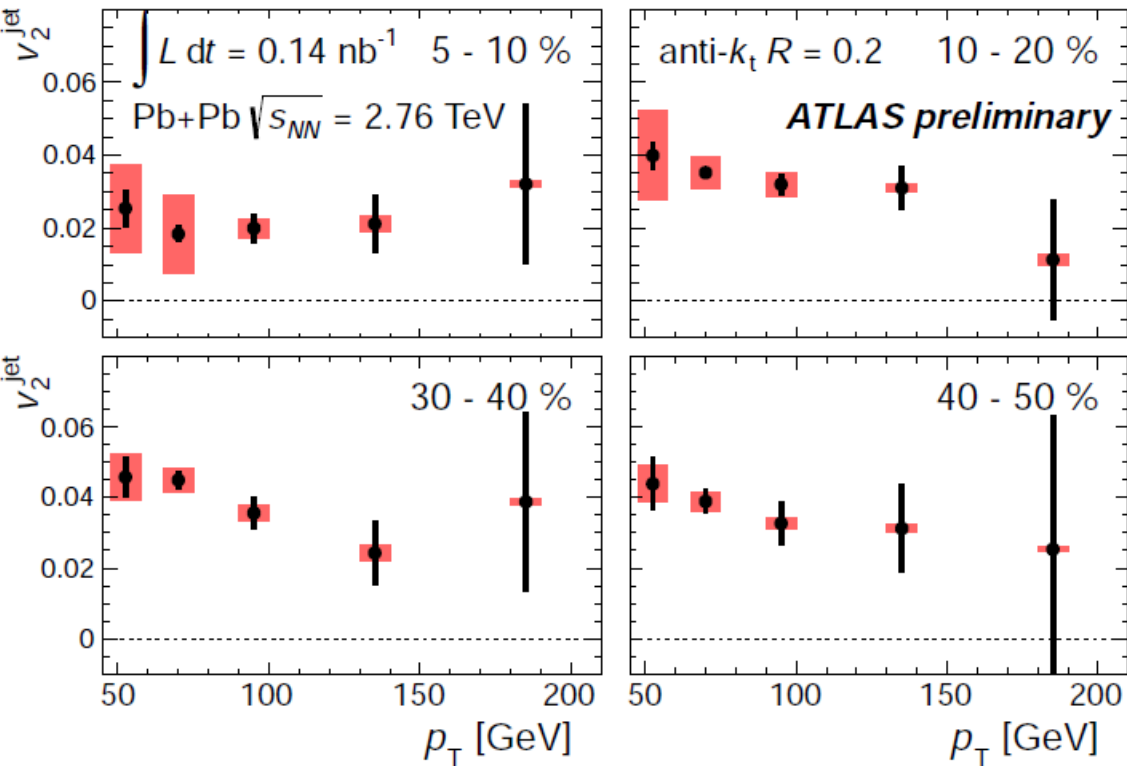 v₂^jet
∫ L dt = 0.14 nb⁻¹ 5 - 10 %
Pb+Pb √s_NN = 2.76 TeV
0.06
0.04
0.02
0
anti-k_t R = 0.2 10 - 20 %
ATLAS preliminary
v₂^jet
30 - 40 %
0.06
0.04
0.02
0
50 100 150 200
p_T [GeV]
40 - 50 %
50 100 150 200
p_T [GeV]